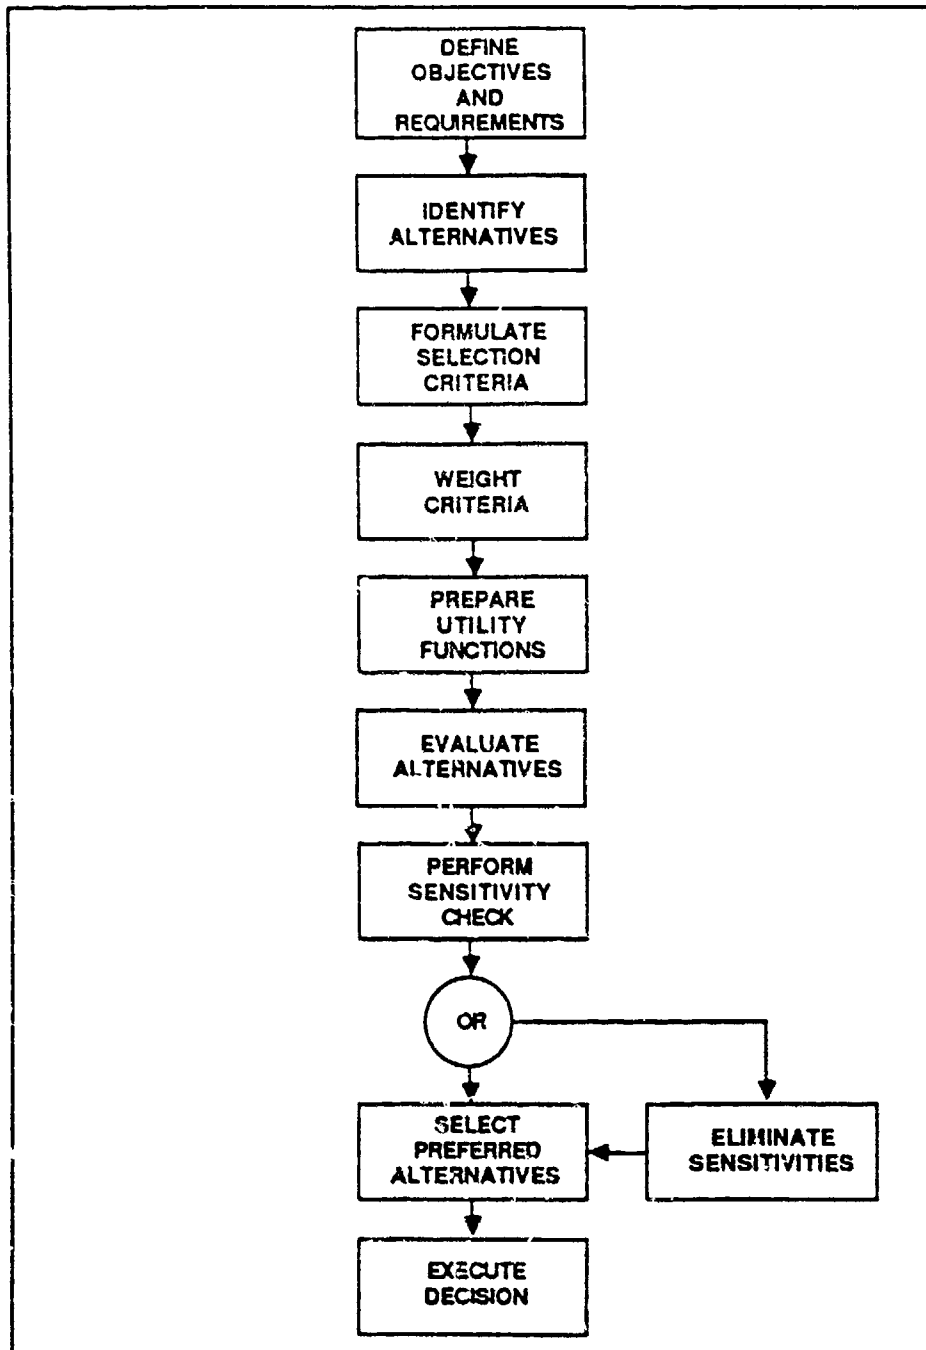 DEFINE
OBJECTIVES
AND
REQUIREMENTS
IDENTIFY
ALTERNATIVES
FORMULATE
SELECTION
CRITERIA
WEIGHT
CRITERIA
PREPARE
UTILITY
FUNCTIONS
EVALUATE
ALTERNATIVES
PERFORM
SENSITIVITY
CHECK
OR
SELECT
PREFERRED
ALTERNATIVES
ELIMINATE
SENSITIVITIES
EXECUTE
DECISION